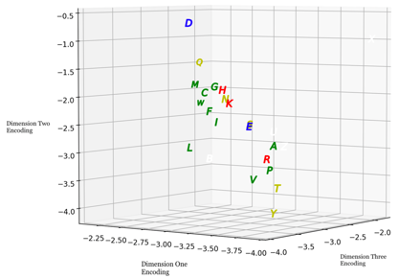 −0.5
−1.0
−1.5
−2.0
−2.5
−3.0
−3.5
−4.0
Dimension Two
Encoding
D
Q
M
G
H
C
N
W
K
F
I
E
L
A
R
P
V
T
Y
−2.25 −2.50 −2.75 −3.00 −3.25 −3.50 −3.75 −4.00
−4.0 −3.5 −3.0 −2.5 −2.0
Dimension One
Encoding
Dimension Three
Encoding